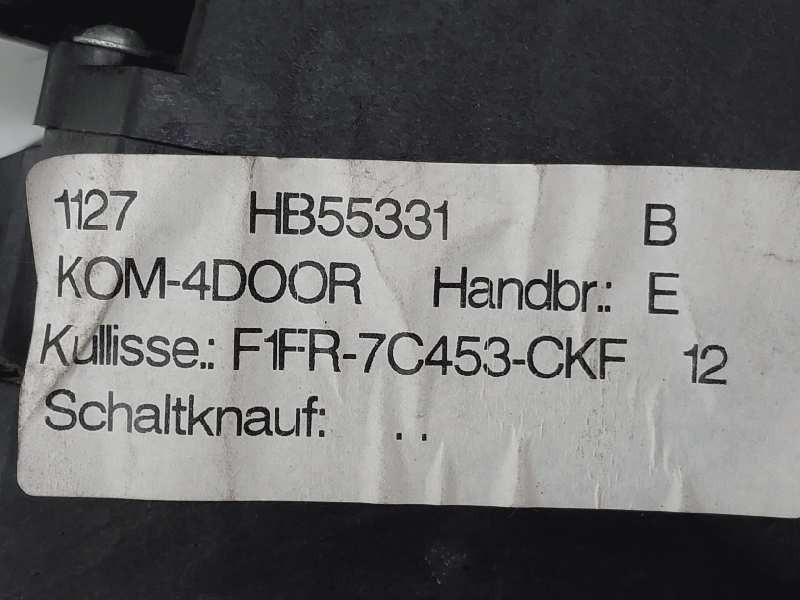 1127 HB55331 B
KOM-4DOOR Handbr.: E
Kullisse.: F1FR-7C453-CKF 12
Schaltknauf: . .